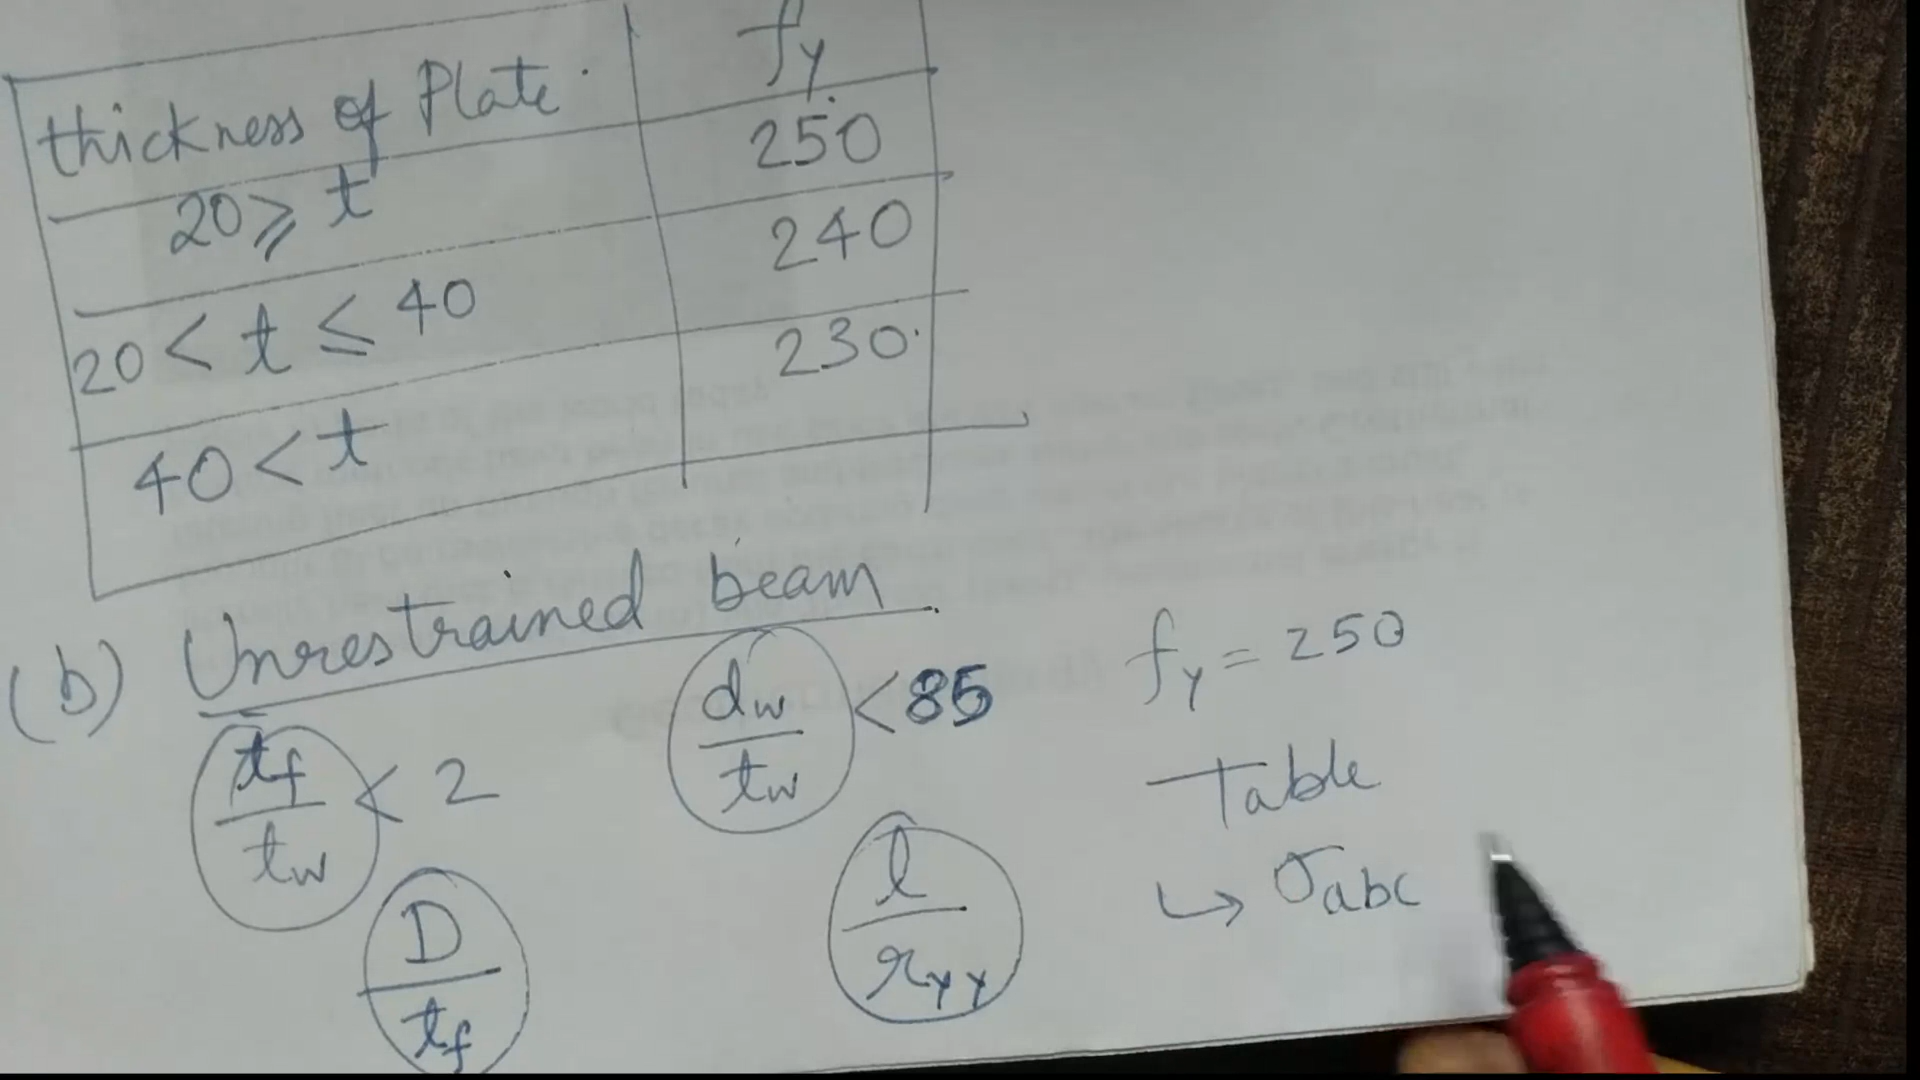 thickness of Plate. fy
20 ⩾ t 250
20 < t ≤ 40 240
40 < t 230.
(b) Unrestrained beam
tf/tw < 2
dw/tw < 85
fy = 250
D/tf
l/ryy
Table
↳ σabc